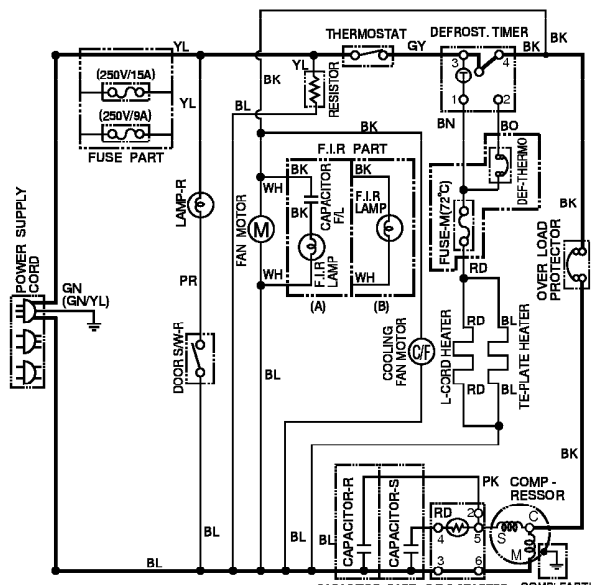 THERMOSTAT
DEFROST. TIMER
YL
GY
BK
BK
3
4
T
1
2
(250V/15A)
(250V/9A)
FUSE PART
YL
BK
YL
RESISTOR
BL
BN
BO
BK
F.I.R PART
DEF-THERMO
LAMP-R
FAN MOTOR
M
WH
BK
CAPACITOR
F/L
BK
F.I.R
LAMP
WH
(A)
BK
F.I.R
LAMP
WH
(B)
FUSE-M(72°C)
RD
BK
OVER LOAD
PROTECTOR
POWER SUPPLY
CORD
GN
(GN/YL)
PR
DOOR S/W-R
BL
COOLING
FAN MOTOR
C/F
L-CORD HEATER
RD
BL
RD
BL
TE-PLATE HEATER
BK
BL
BL
BL
BL
BL
CAPACITOR-R
CAPACITOR-S
PK
RD
2
4
5
3
6
COMP -
RESSOR
C
S
M